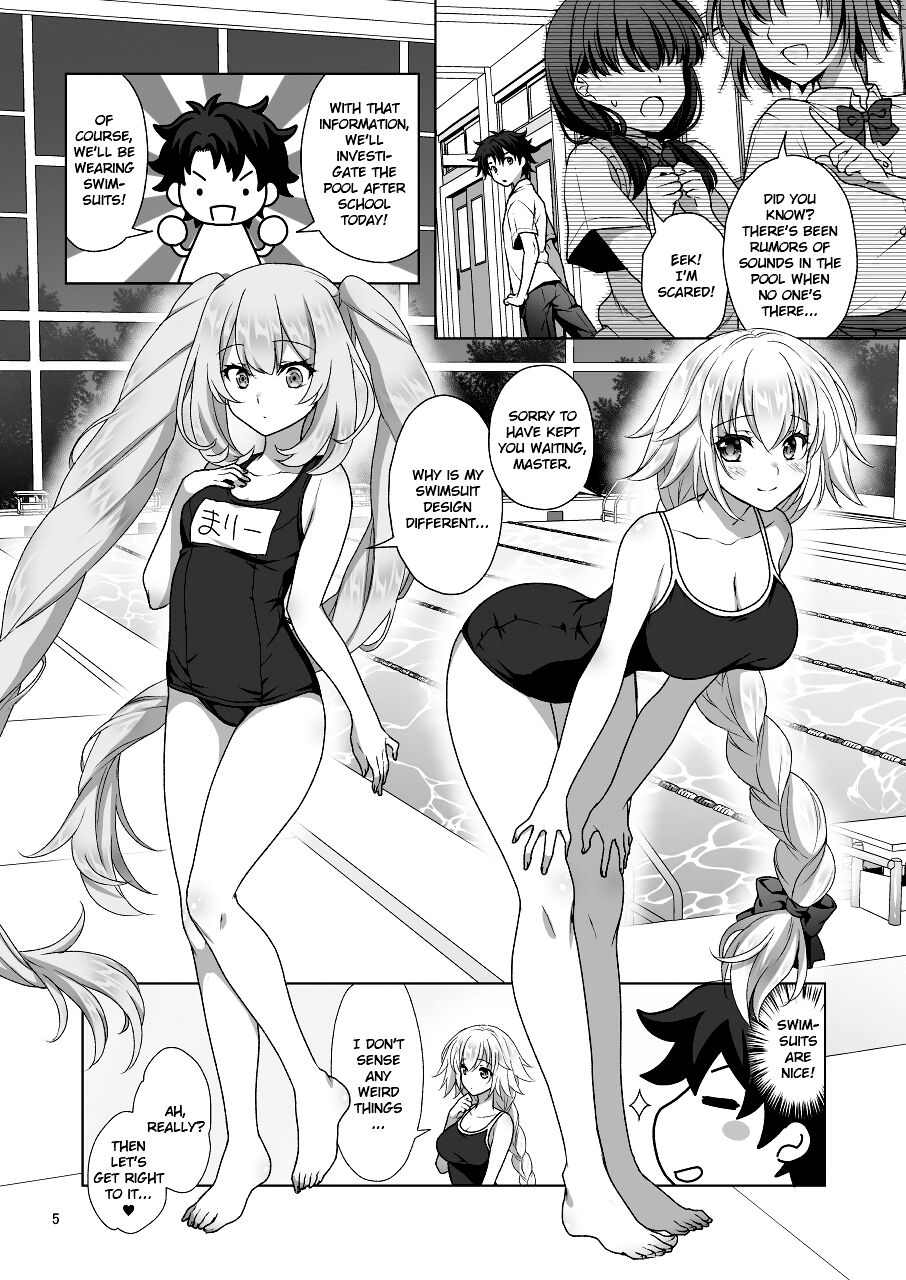 DID YOU
KNOW?
THERE'S BEEN
RUMORS OF
SOUNDS IN
THE POOL WHEN
NO ONE'S
THERE...
EEK!
I'M
SCARED!
WITH THAT
INFORMATION,
WE'LL
INVESTI-
GATE THE
POOL AFTER
SCHOOL
TODAY!
OF
COURSE,
WE'LL BE
WEARING
SWIM-
SUITS!
SORRY TO
HAVE KEPT
YOU WAITING,
MASTER.
WHY IS MY
SWIMSUIT
DESIGN
DIFFERENT...
まりー
SWIM-
SUITS
ARE
NICE!
I DON'T
SENSE
ANY
WEIRD
THINGS
...
AH,
REALLY?
THEN
LET'S
GET RIGHT
TO IT...
♥
5